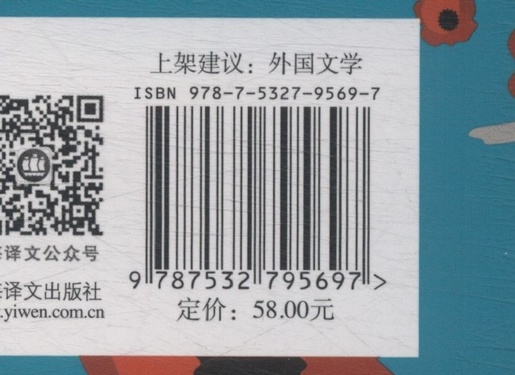 上架建议：外国文学
ISBN 978-7-5327-9569-7
9 787532 795697 >
定价：58.00元
译文公众号
译文出版社
.yiwen.com.cn